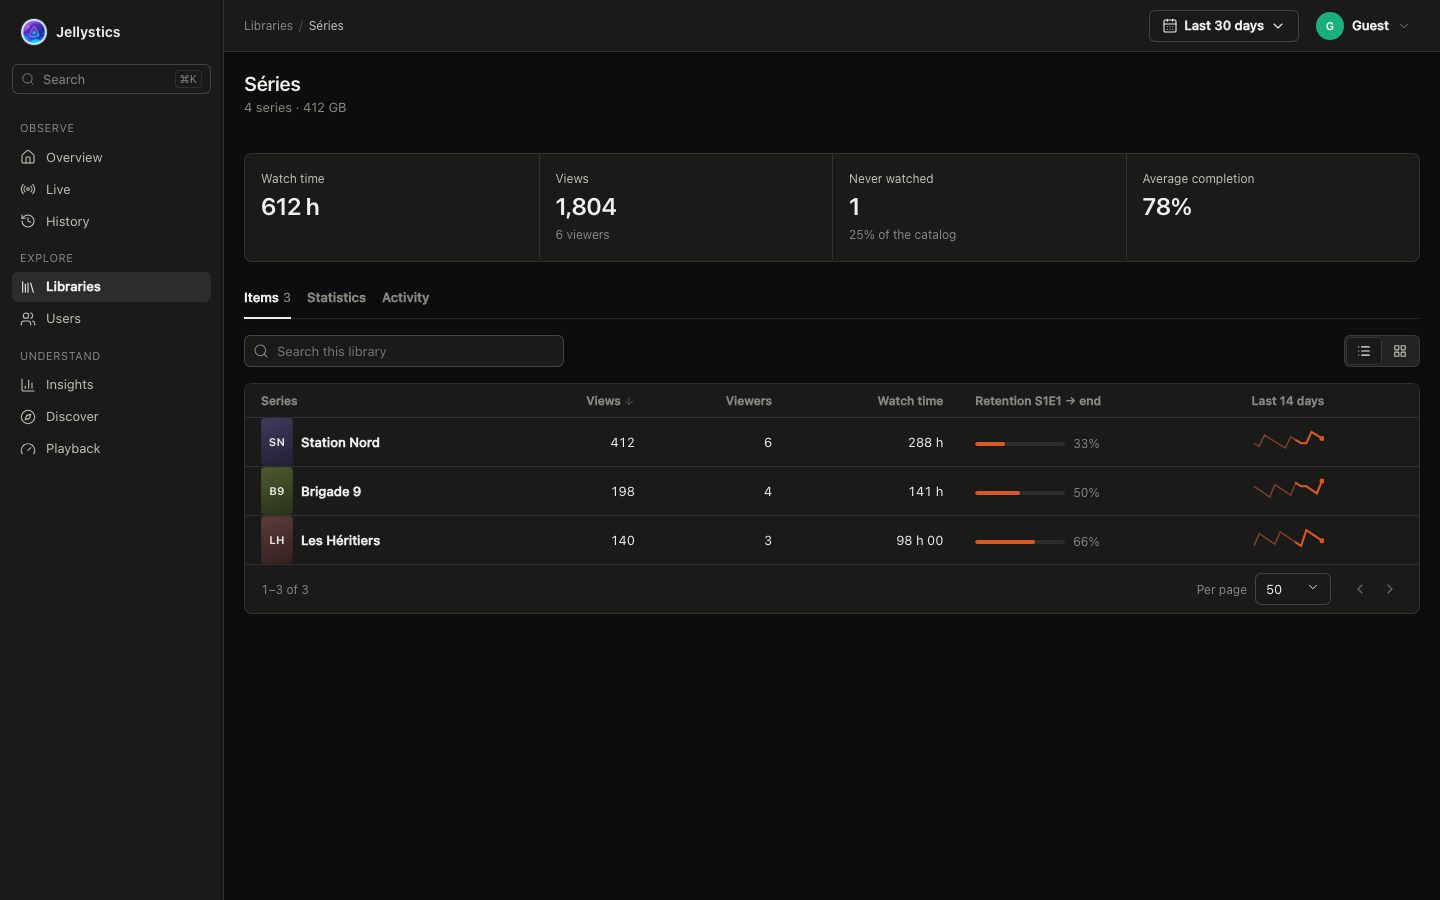 Jellystics
Search ⌘K
OBSERVE
Overview
Live
History
EXPLORE
Libraries
Users
UNDERSTAND
Insights
Discover
Playback
Libraries / Séries
Last 30 days
G Guest
Séries
4 series · 412 GB
Watch time
612 h
Views
1,804
6 viewers
Never watched
1
25% of the catalog
Average completion
78%
Items 3 Statistics Activity
Search this library
Series Views ↓ Viewers Watch time Retention S1E1 → end Last 14 days
SN Station Nord 412 6 288 h 33%
B9 Brigade 9 198 4 141 h 50%
LH Les Héritiers 140 3 98 h 00 66%
1–3 of 3 Per page 50